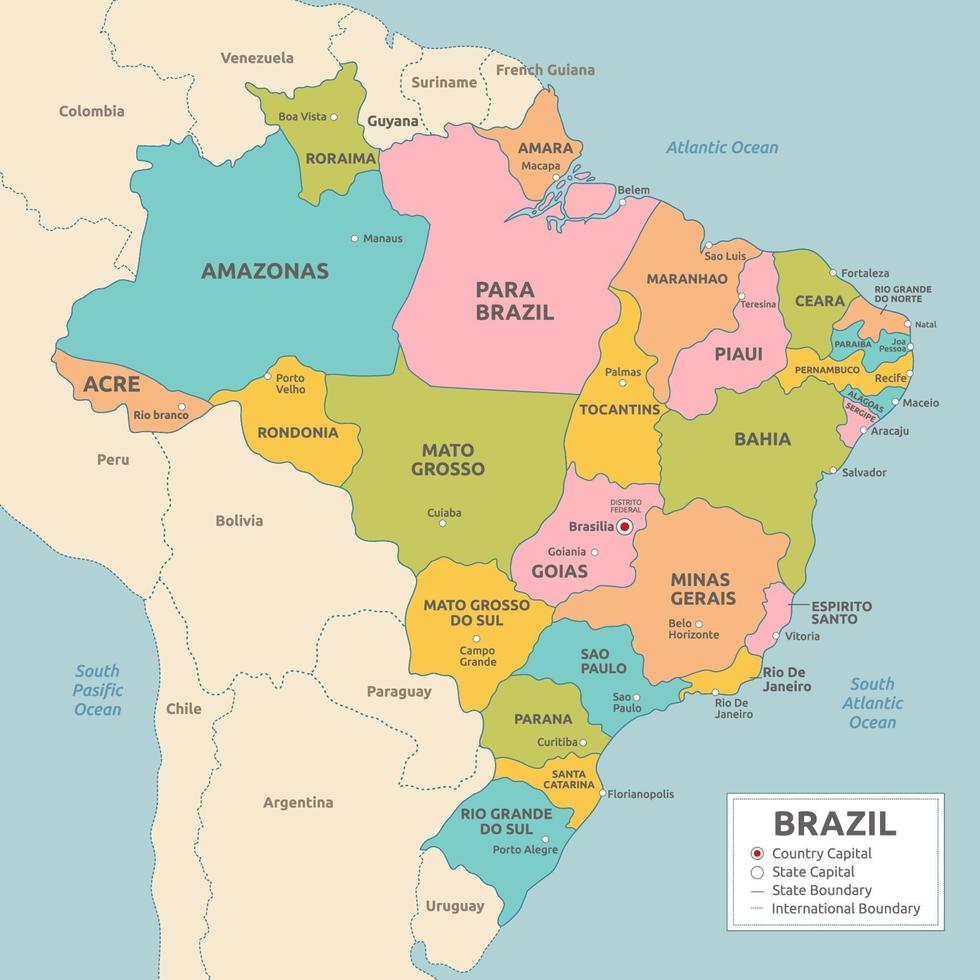 Venezuela
French Guiana
Suriname
Colombia
Boa Vista
Guyana
RORAIMA
AMARA
Macapa
Atlantic Ocean
Belem
Manaus
AMAZONAS
Sao Luis
MARANHAO
Fortaleza
PARA
BRAZIL
Teresina
CEARA
RIO GRANDE
DO NORTE
Natal
PARAIBA
Joa
Pessoa
PIAUI
PERNAMBUCO
Recife
ACRE
Rio branco
Porto
Velho
Palmas
TOCANTINS
ALAGOAS
Maceio
SERGIPE
Aracaju
RONDONIA
MATO
GROSSO
BAHIA
Peru
Salvador
Bolivia
Cuiaba
DISTRITO
FEDERAL
Brasilia
Goiania
GOIAS
MINAS
GERAIS
MATO GROSSO
DO SUL
Belo
Horizonte
ESPIRITO
SANTO
Vitoria
Campo
Grande
SAO
PAULO
South
Pasific
Ocean
Rio De
Janeiro
Paraguay
Sao
Paulo
Rio De
Janeiro
South
Atlantic
Ocean
Chile
PARANA
Curitiba
SANTA
CATARINA
Florianopolis
Argentina
RIO GRANDE
DO SUL
Porto Alegre
Uruguay
BRAZIL
Country Capital
State Capital
State Boundary
International Boundary